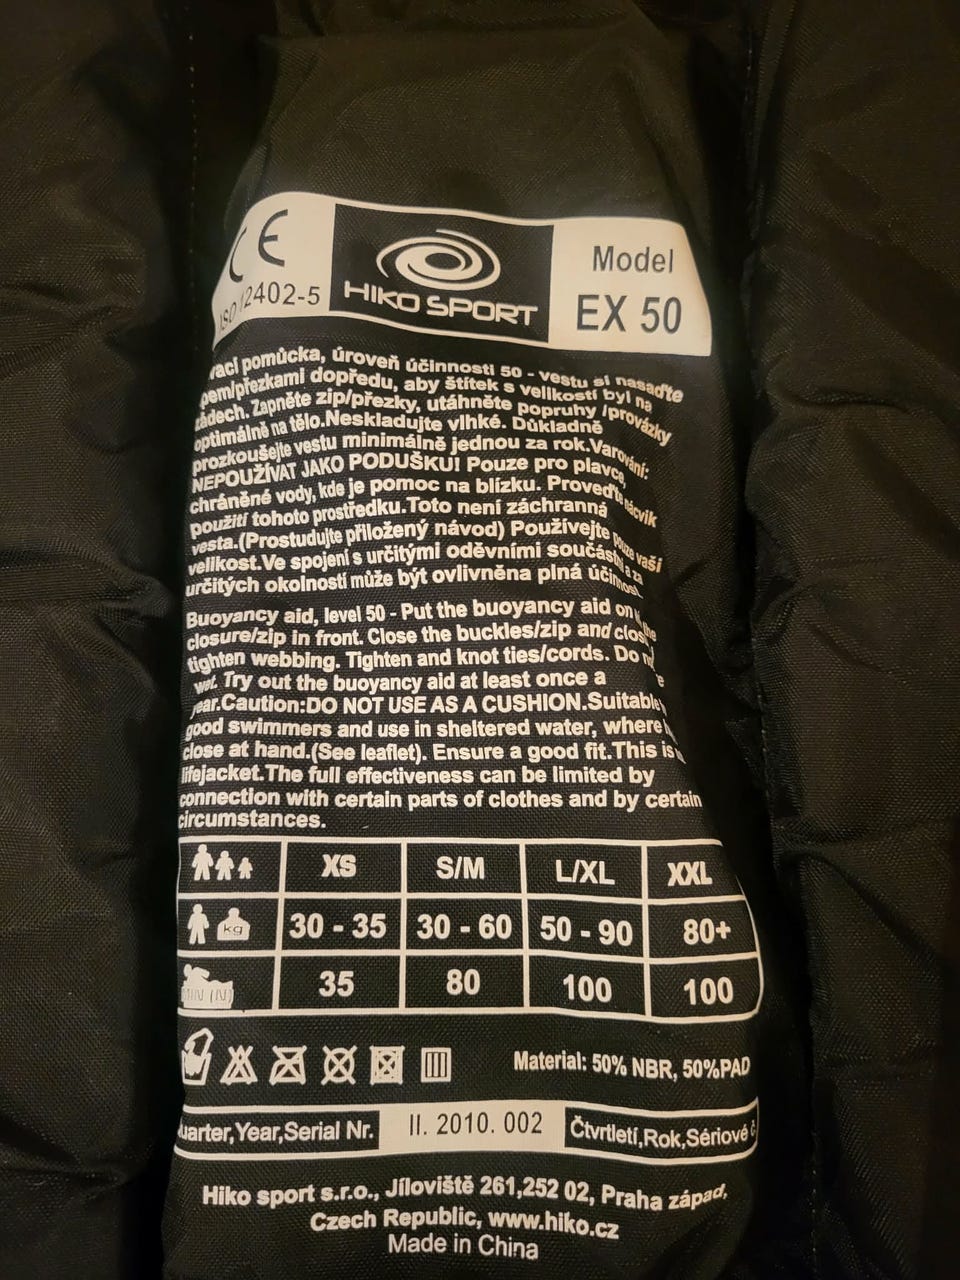 CE
ISO 12402-5
HIKO SPORT
Model
EX 50
vací pomůcka, úroveň účinnosti 50 - vestu si nasaďte
pem/přezkami dopředu, aby štítek s velikostí byl na
zádech. Zapněte zip/přezky, utáhněte popruhy /provázky
optimálně na tělo.Neskladujte vlhké. Důkladně
prozkoušejte vestu minimálně jednou za rok.Varování:
NEPOUŽÍVAT JAKO PODUŠKU! Pouze pro plavce,
chráněné vody, kde je pomoc na blízku. Proveďte nácvik
použití tohoto prostředku.Toto není záchranná
vesta.(Prostudujte přiložený návod) Používejte pouze vaší
velikost.Ve spojení s určitými oděvními součástmi a za
určitých okolností může být ovlivněna plná účinnost.
Buoyancy aid, level 50 - Put the buoyancy aid on the
closure/zip in front. Close the buckles/zip and clos
tighten webbing. Tighten and knot ties/cords. Do n
wet. Try out the buoyancy aid at least once a
year.Caution:DO NOT USE AS A CUSHION.Suitable
good swimmers and use in sheltered water, where
close at hand.(See leaflet). Ensure a good fit.This is
lifejacket.The full effectiveness can be limited by
connection with certain parts of clothes and by certain
circumstances.
XS S/M L/XL XXL
kg 30 - 35 30 - 60 50 - 90 80+
MIN (N) 35 80 100 100
Material: 50% NBR, 50%PAD
uarter,Year,Serial Nr. II. 2010. 002 Čtvrtletí,Rok,Sériové č
Hiko sport s.r.o., Jíloviště 261,252 02, Praha západ,
Czech Republic, www.hiko.cz
Made in China